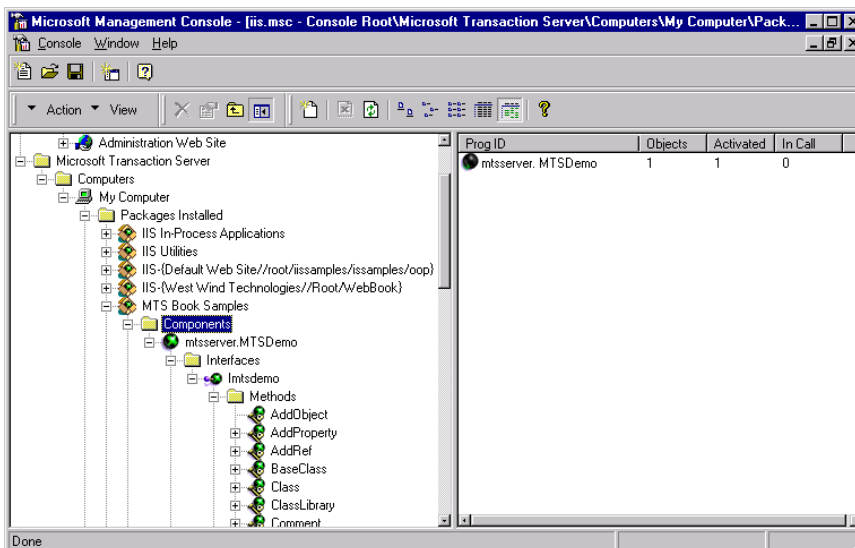 Microsoft Management Console - [iis.msc - Console Root\Microsoft Transaction Server\Computers\My Computer\Pack...
Console Window Help
Action View
Administration Web Site
Microsoft Transaction Server
Computers
My Computer
Packages Installed
IIS In-Process Applications
IIS Utilities
IIS-{Default Web Site//root/iissamples/issamples/oop}
IIS-{West Wind Technologies//Root/WebBook}
MTS Book Samples
Components
mtsserver.MTSDemo
Interfaces
Imtsdemo
Methods
AddObject
AddProperty
AddRef
BaseClass
Class
ClassLibrary
Comment
Prog ID Objects Activated In Call
mtsserver. MTSDemo 1 1 0
Done